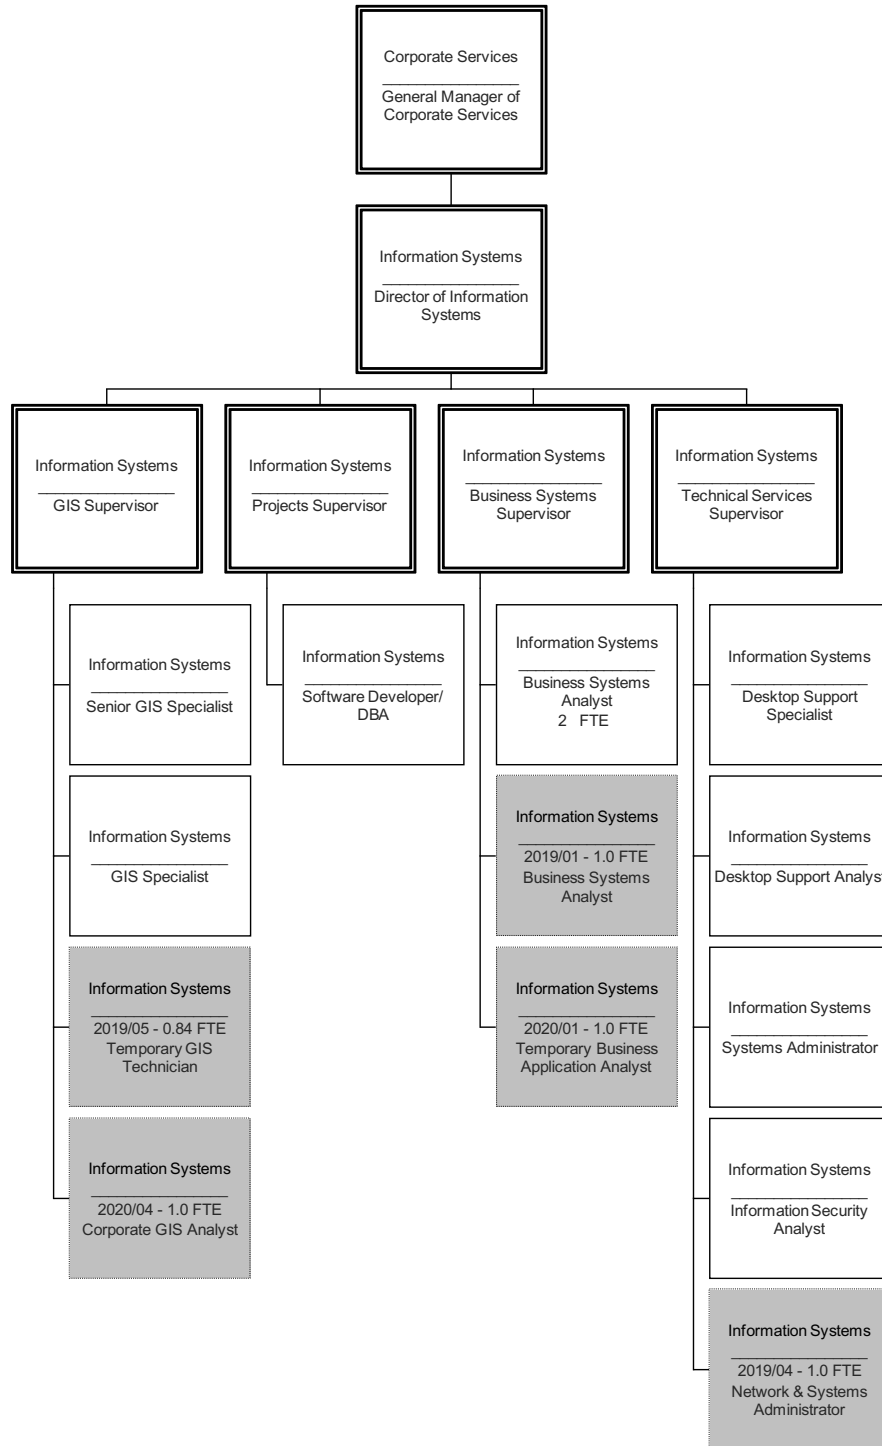 Corporate Services
General Manager of
Corporate Services
Information Systems
Director of Information
Systems
Information Systems
GIS Supervisor
Information Systems
Projects Supervisor
Information Systems
Business Systems
Supervisor
Information Systems
Technical Services
Supervisor
Information Systems
Senior GIS Specialist
Information Systems
GIS Specialist
Information Systems
2019/05 - 0.84 FTE
Temporary GIS
Technician
Information Systems
2020/04 - 1.0 FTE
Corporate GIS Analyst
Information Systems
Software Developer/
DBA
Information Systems
Business Systems
Analyst
2 FTE
Information Systems
2019/01 - 1.0 FTE
Business Systems
Analyst
Information Systems
2020/01 - 1.0 FTE
Temporary Business
Application Analyst
Information Systems
Desktop Support
Specialist
Information Systems
Desktop Support Analyst
Information Systems
Systems Administrator
Information Systems
Information Security
Analyst
Information Systems
2019/04 - 1.0 FTE
Network & Systems
Administrator